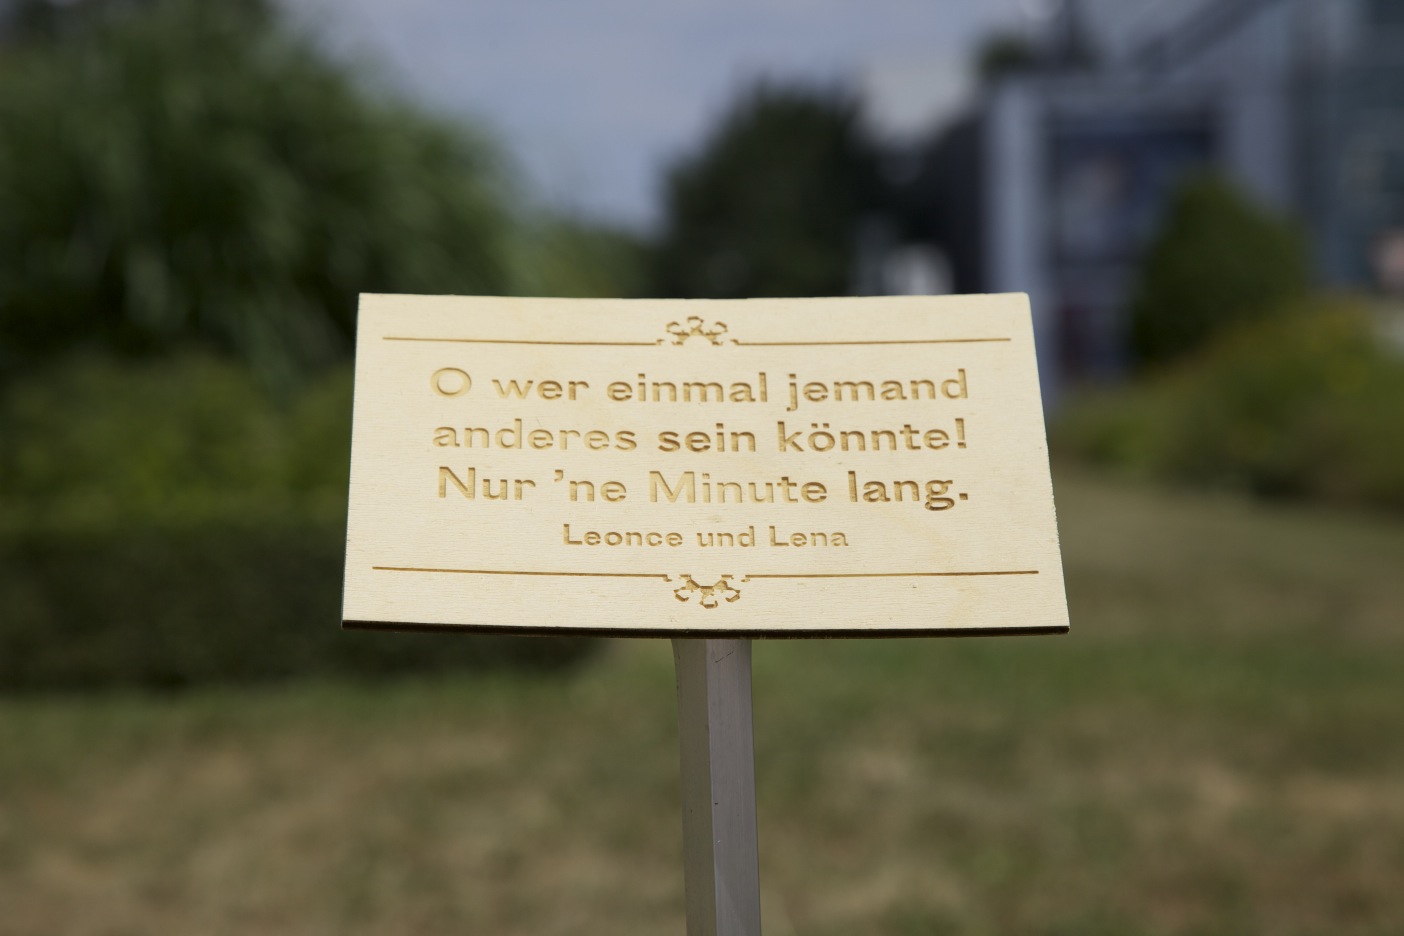 O wer einmal jemand
anderes sein könnte!
Nur ’ne Minute lang.
Leonce und Lena